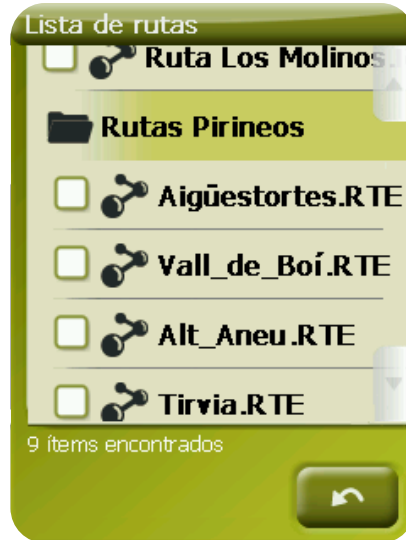 Lista de rutas
Ruta Los Molinos.
Rutas Pirineos
Aigüestortes.RTE
Vall_de_Boí.RTE
Alt_Aneu.RTE
Tirvia.RTE
9 ítems encontrados